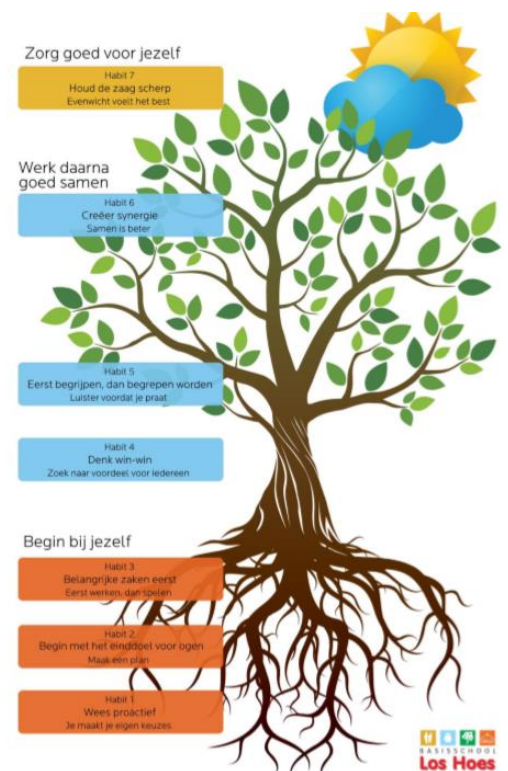 Zorg goed voor jezelf
Habit 7
Houd de zaag scherp
Evenwicht voelt het best
Werk daarna
goed samen
Habit 6
Creëer synergie
Samen is beter
Habit 5
Eerst begrijpen, dan begrepen worden
Luister voordat je praat
Habit 4
Denk win-win
Zoek naar voordeel voor iedereen
Begin bij jezelf
Habit 3
Belangrijke zaken eerst
Eerst werken, dan spelen
Habit 2
Begin met het einddoel voor ogen
Maak een plan
Habit 1
Wees proactief
Je maakt je eigen keuzes
BASISSCHOOL
Los Hoes